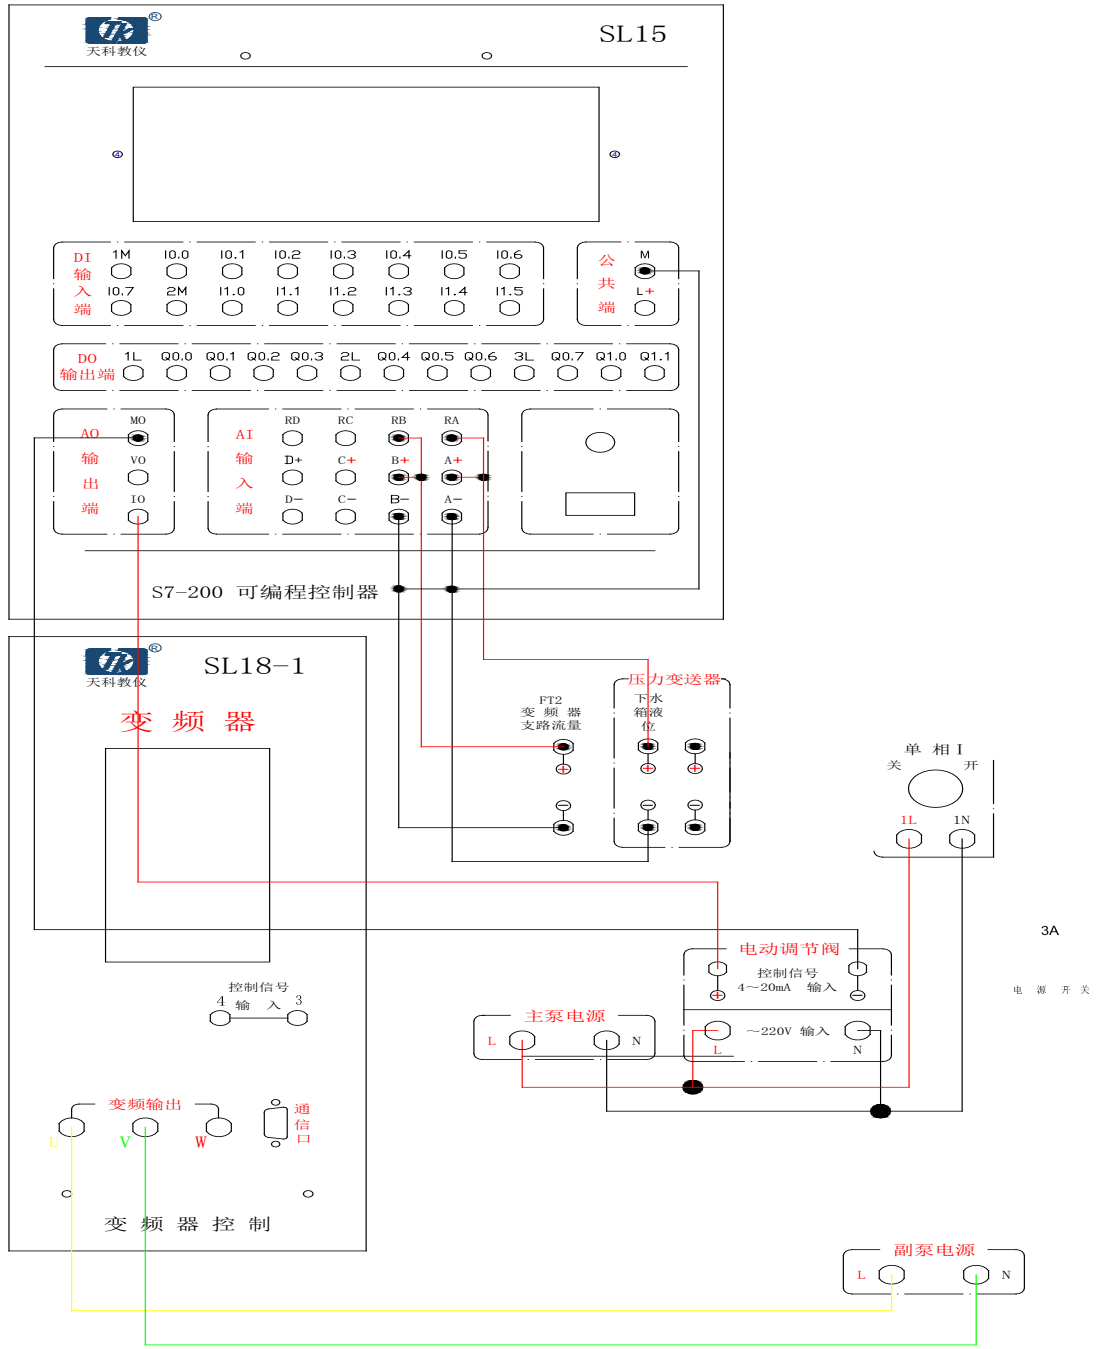 TK®
天科教仪
SL15
DI
输
入
端
1M I0.0 I0.1 I0.2 I0.3 I0.4 I0.5 I0.6
I0.7 2M I1.0 I1.1 I1.2 I1.3 I1.4 I1.5
公
共
端
M
L+
DO
输出端
1L Q0.0 Q0.1 Q0.2 Q0.3 2L Q0.4 Q0.5 Q0.6 3L Q0.7 Q1.0 Q1.1
AO
输
出
端
MO
VO
IO
AI
输
入
端
RD RC RB RA
D+ C+ B+ A+
D− C− B− A−
S7-200 可编程控制器
TK®
天科教仪
SL18-1
变 频 器
控制信号
4 输 入 3
变频输出
U V W
通
信
口
变 频 器 控 制
FT2
变 频 器
支路流量
+
−
压力变送器
下水
箱液
位
+ +
− −
单 相 I
关 开
1L 1N
3A
电 源 开 关
电动调节阀
控制信号
4～20mA 输入
+ −
～220V 输入
L N
主泵电源
L N
副泵电源
L N